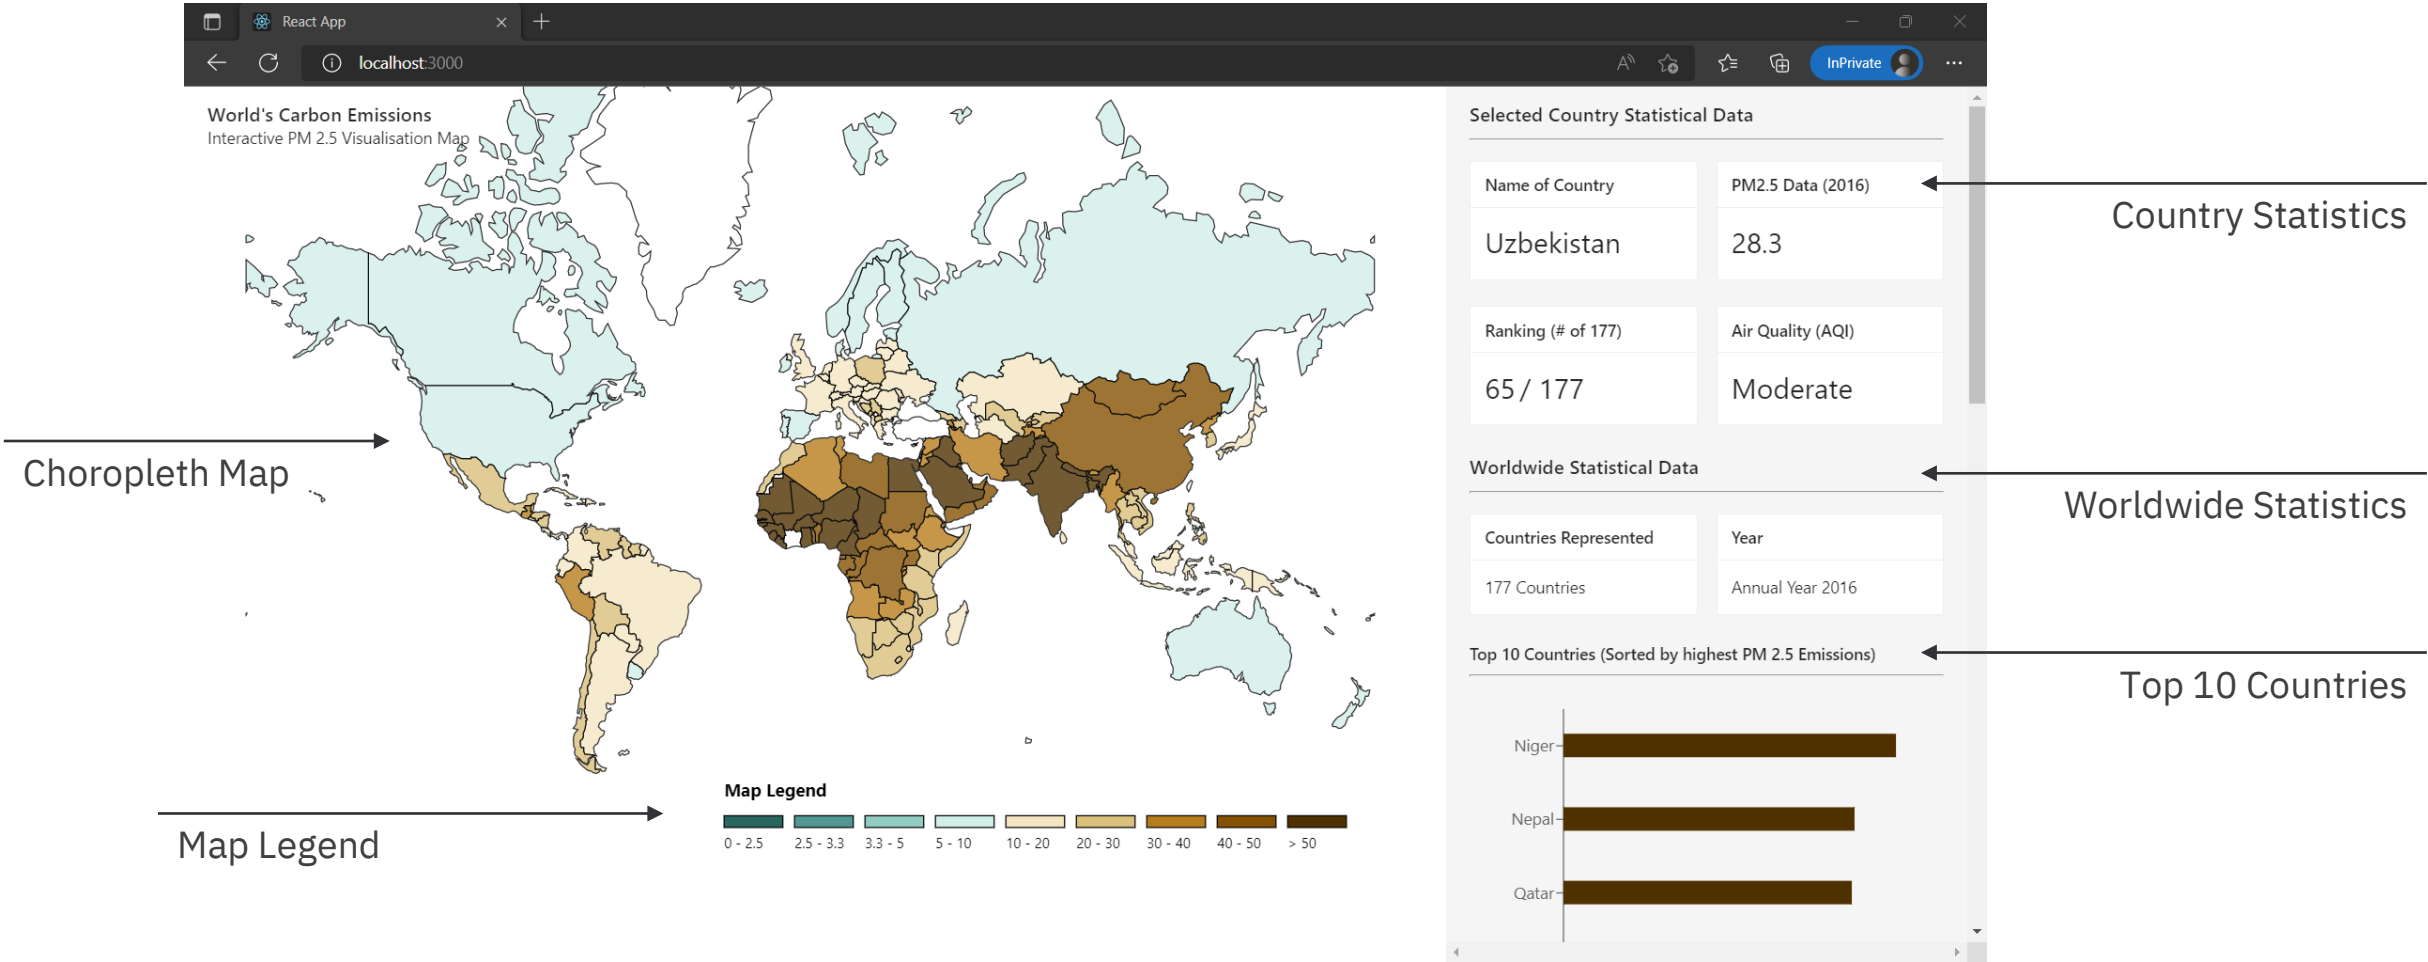 React App
localhost:3000
InPrivate
World's Carbon Emissions
Interactive PM 2.5 Visualisation Map
Selected Country Statistical Data
Name of Country
PM2.5 Data (2016)
Uzbekistan
28.3
Ranking (# of 177)
Air Quality (AQI)
65 / 177
Moderate
Worldwide Statistical Data
Countries Represented
Year
177 Countries
Annual Year 2016
Top 10 Countries (Sorted by highest PM 2.5 Emissions)
Niger
Nepal
Qatar
Map Legend
0 - 2.5
2.5 - 3.3
3.3 - 5
5 - 10
10 - 20
20 - 30
30 - 40
40 - 50
> 50
Choropleth Map
Map Legend
Country Statistics
Worldwide Statistics
Top 10 Countries